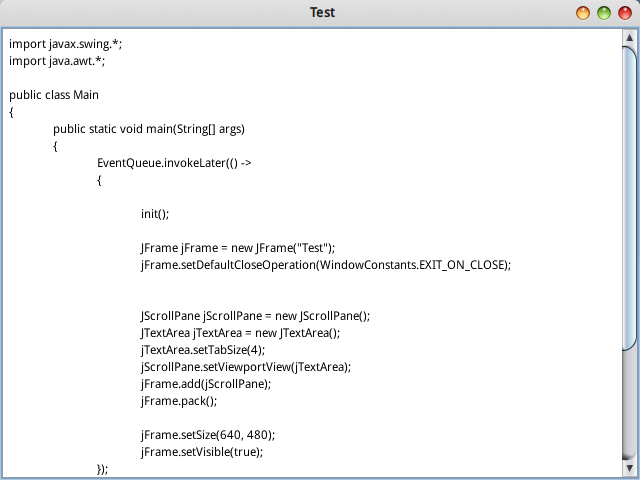 Test
import javax.swing.*;
import java.awt.*;
public class Main
{
public static void main(String[] args)
{
EventQueue.invokeLater(() ->
{
init();
JFrame jFrame = new JFrame("Test");
jFrame.setDefaultCloseOperation(WindowConstants.EXIT_ON_CLOSE);
JScrollPane jScrollPane = new JScrollPane();
JTextArea jTextArea = new JTextArea();
jTextArea.setTabSize(4);
jScrollPane.setViewportView(jTextArea);
jFrame.add(jScrollPane);
jFrame.pack();
jFrame.setSize(640, 480);
jFrame.setVisible(true);
});